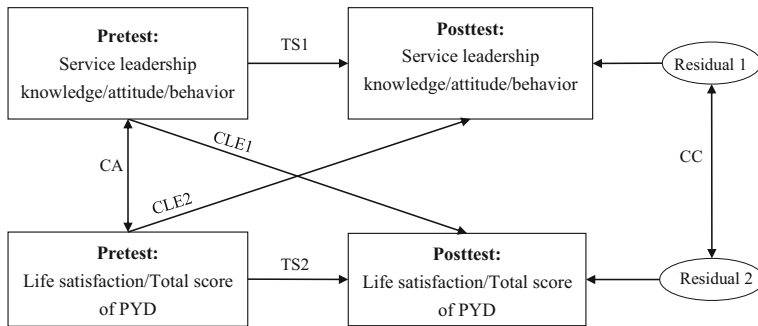 Pretest:
Service leadership
knowledge/attitude/behavior
TS1
Posttest:
Service leadership
knowledge/attitude/behavior
Residual 1
CA
CLE1
CLE2
CC
Pretest:
Life satisfaction/Total score
of PYD
TS2
Posttest:
Life satisfaction/Total score
of PYD
Residual 2